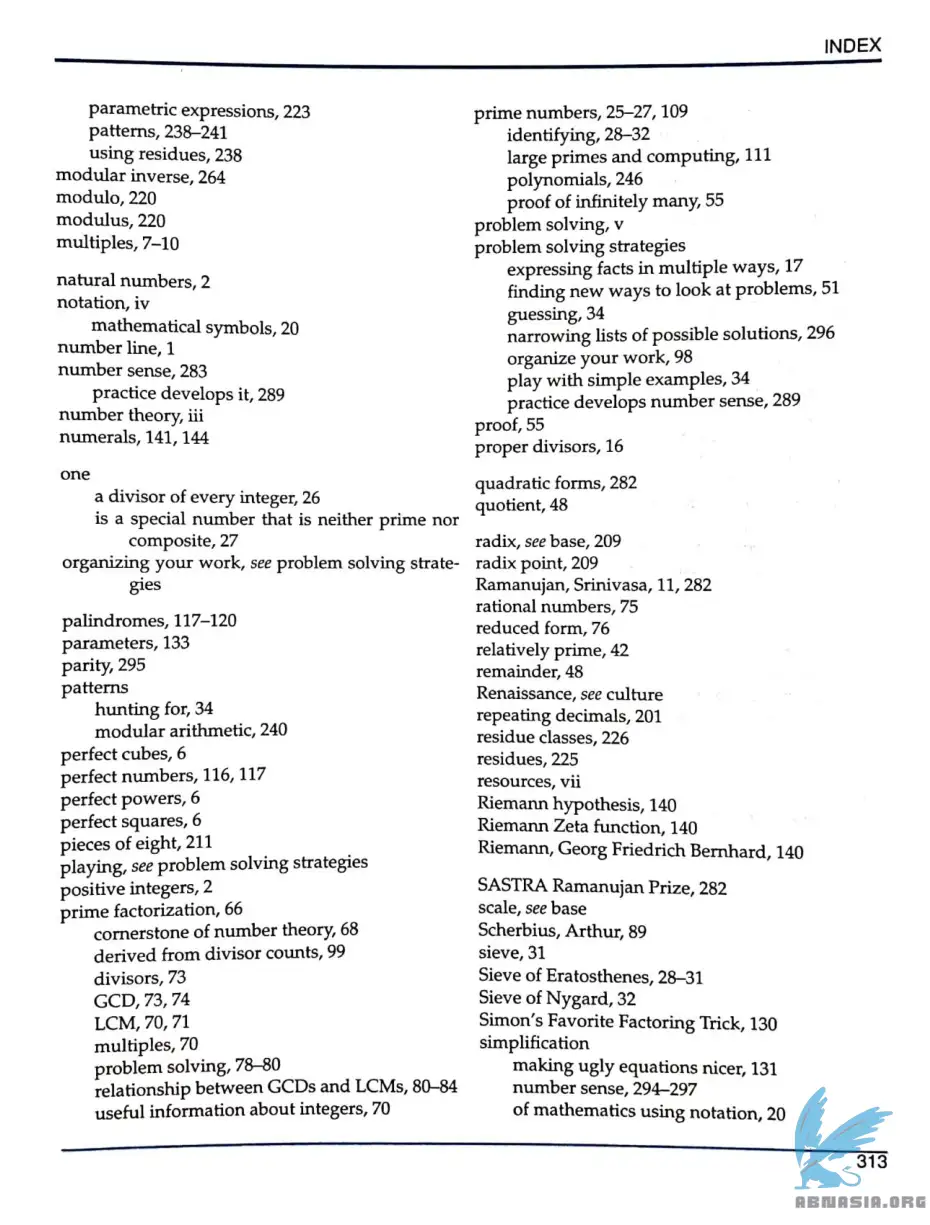 INDEX
parametric expressions, 223
patterns, 238–241
using residues, 238
modular inverse, 264
modulo, 220
modulus, 220
multiples, 7–10
natural numbers, 2
notation, iv
mathematical symbols, 20
number line, 1
number sense, 283
practice develops it, 289
number theory, iii
numerals, 141, 144
one
a divisor of every integer, 26
is a special number that is neither prime nor
composite, 27
organizing your work, see problem solving strate-
gies
palindromes, 117–120
parameters, 133
parity, 295
patterns
hunting for, 34
modular arithmetic, 240
perfect cubes, 6
perfect numbers, 116, 117
perfect powers, 6
perfect squares, 6
pieces of eight, 211
playing, see problem solving strategies
positive integers, 2
prime factorization, 66
cornerstone of number theory, 68
derived from divisor counts, 99
divisors, 73
GCD, 73, 74
LCM, 70, 71
multiples, 70
problem solving, 78–80
relationship between GCDs and LCMs, 80–84
useful information about integers, 70
prime numbers, 25–27, 109
identifying, 28–32
large primes and computing, 111
polynomials, 246
proof of infinitely many, 55
problem solving, v
problem solving strategies
expressing facts in multiple ways, 17
finding new ways to look at problems, 51
guessing, 34
narrowing lists of possible solutions, 296
organize your work, 98
play with simple examples, 34
practice develops number sense, 289
proof, 55
proper divisors, 16
quadratic forms, 282
quotient, 48
radix, see base, 209
radix point, 209
Ramanujan, Srinivasa, 11, 282
rational numbers, 75
reduced form, 76
relatively prime, 42
remainder, 48
Renaissance, see culture
repeating decimals, 201
residue classes, 226
residues, 225
resources, vii
Riemann hypothesis, 140
Riemann Zeta function, 140
Riemann, Georg Friedrich Bernhard, 140
SASTRA Ramanujan Prize, 282
scale, see base
Scherbius, Arthur, 89
sieve, 31
Sieve of Eratosthenes, 28–31
Sieve of Nygard, 32
Simon's Favorite Factoring Trick, 130
simplification
making ugly equations nicer, 131
number sense, 294–297
of mathematics using notation, 20
313
ABNASIA.ORG